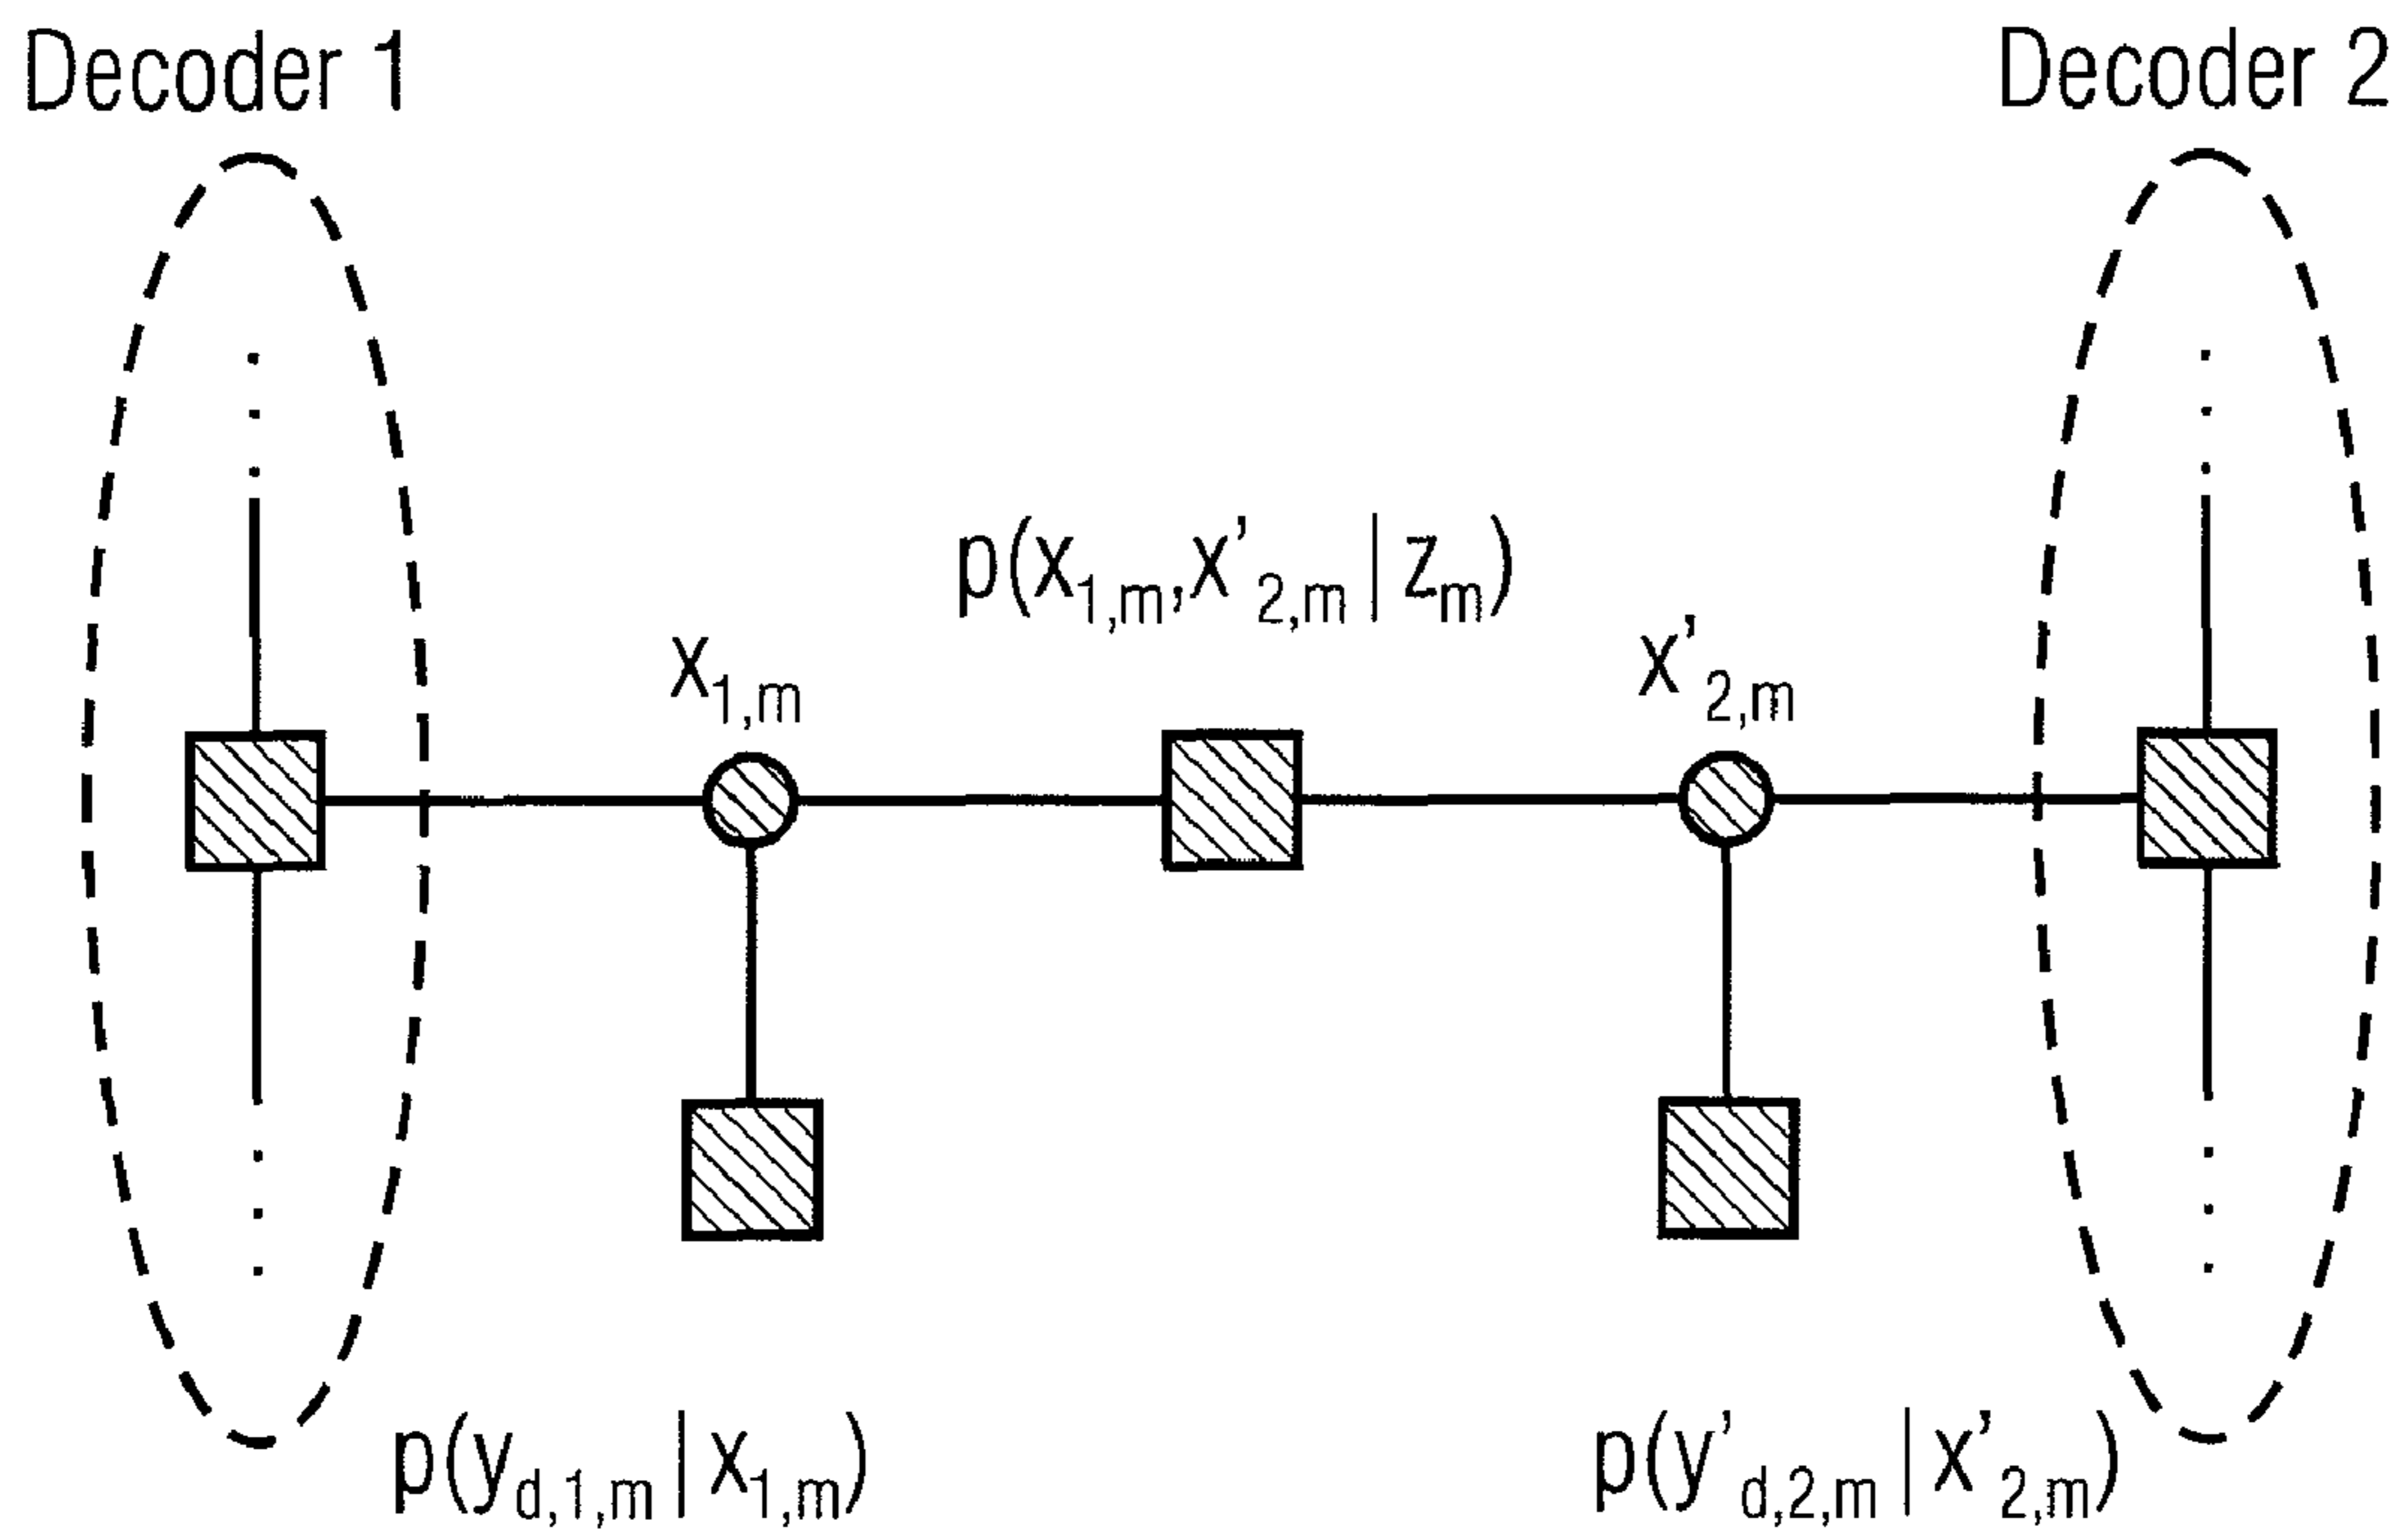 Decoder 1
Decoder 2
p(x1,m,x'2,m|zm)
x1,m
x'2,m
p(yd,1,m|x1,m)
p(y'd,2,m|x'2,m)